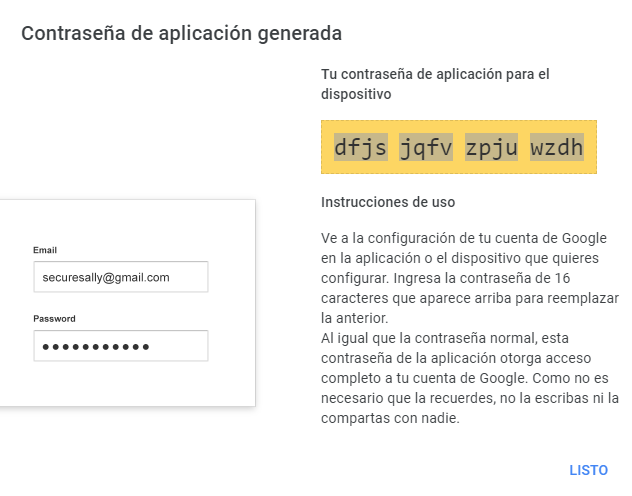 Contraseña de aplicación generada
Tu contraseña de aplicación para el
dispositivo
dfjs jqfv zpju wzdh
Instrucciones de uso
Email
securesally@gmail.com
Password
Ve a la configuración de tu cuenta de Google
en la aplicación o el dispositivo que quieres
configurar. Ingresa la contraseña de 16
caracteres que aparece arriba para reemplazar
la anterior.
Al igual que la contraseña normal, esta
contraseña de la aplicación otorga acceso
completo a tu cuenta de Google. Como no es
necesario que la recuerdes, no la escribas ni la
compartas con nadie.
LISTO